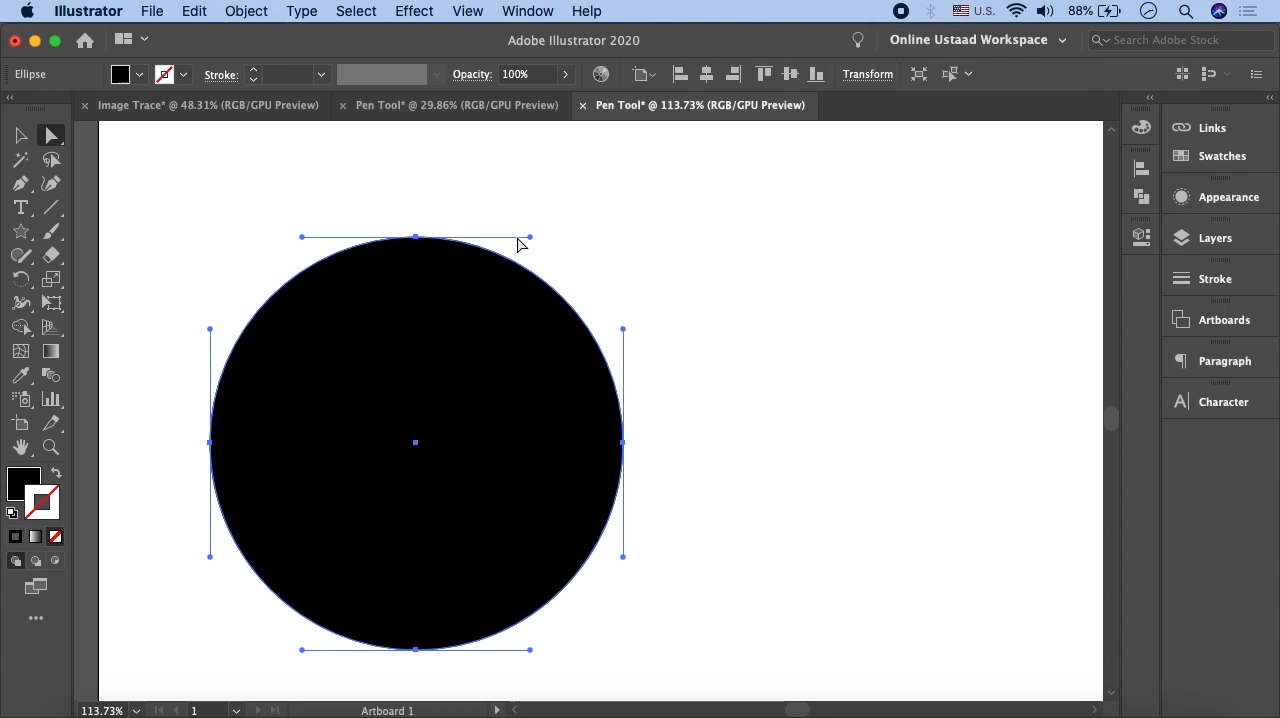 Illustrator File Edit Object Type Select Effect View Window Help U.S. 88%
Adobe Illustrator 2020 Online Ustaad Workspace Search Adobe Stock
Ellipse Stroke: Opacity: 100% Transform
Image Trace* @ 48.31% (RGB/GPU Preview) Pen Tool* @ 29.86% (RGB/GPU Preview) Pen Tool* @ 113.73% (RGB/GPU Preview)
Links
Swatches
Appearance
Layers
Stroke
Artboards
Paragraph
Character
113.73% 1 Artboard 1